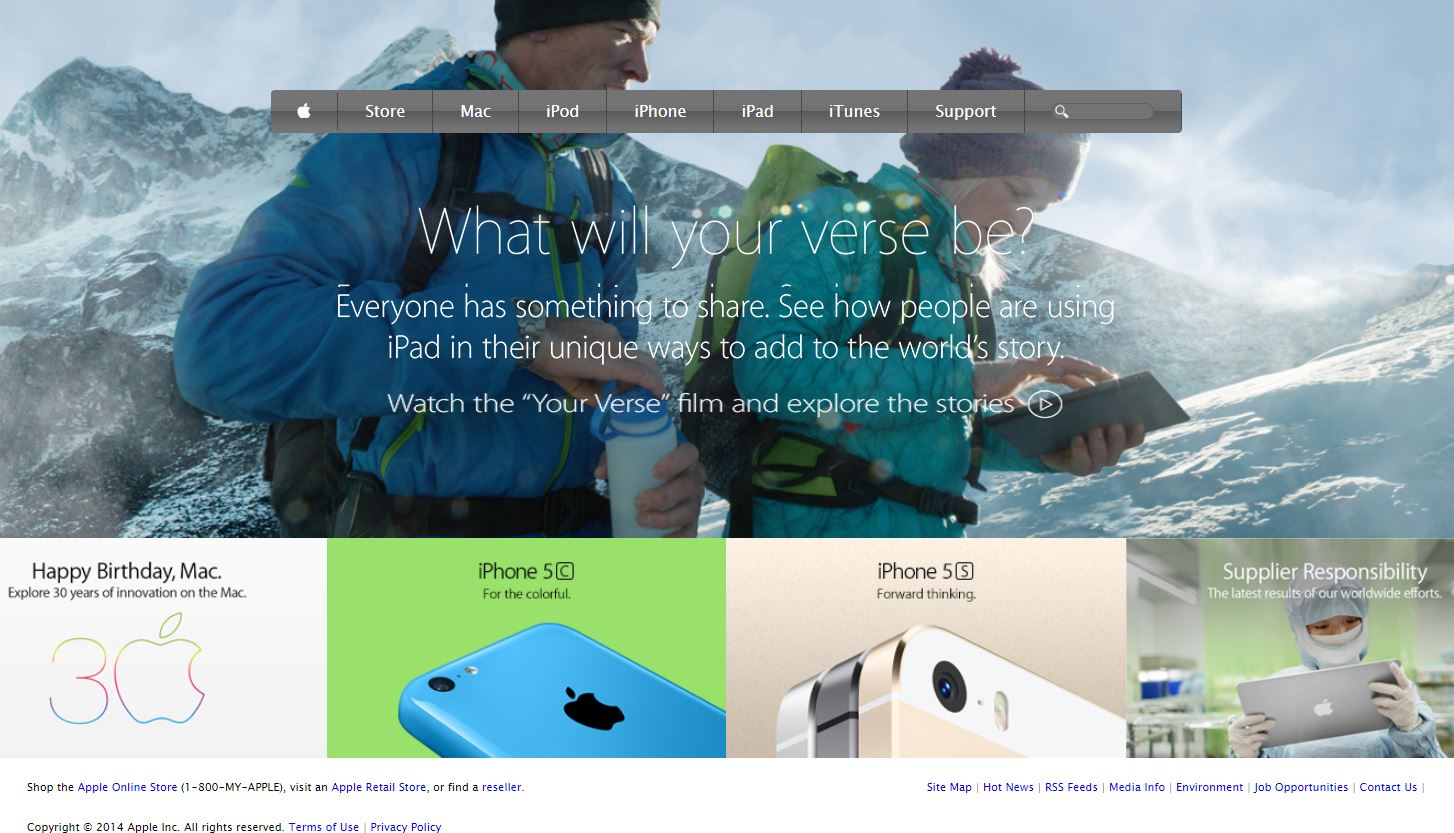 Store Mac iPod iPhone iPad iTunes Support
What will your verse be?
Everyone has something to share. See how people are using
iPad in their unique ways to add to the world's story.
Watch the “Your Verse” film and explore the stories
Happy Birthday, Mac.
Explore 30 years of innovation on the Mac.
30
iPhone 5C
For the colorful.
iPhone 5S
Forward thinking.
Supplier Responsibility
The latest results of our worldwide efforts.
Shop the Apple Online Store (1-800-MY-APPLE), visit an Apple Retail Store, or find a reseller.
Site Map | Hot News | RSS Feeds | Media Info | Environment | Job Opportunities | Contact Us |
Copyright © 2014 Apple Inc. All rights reserved. Terms of Use | Privacy Policy